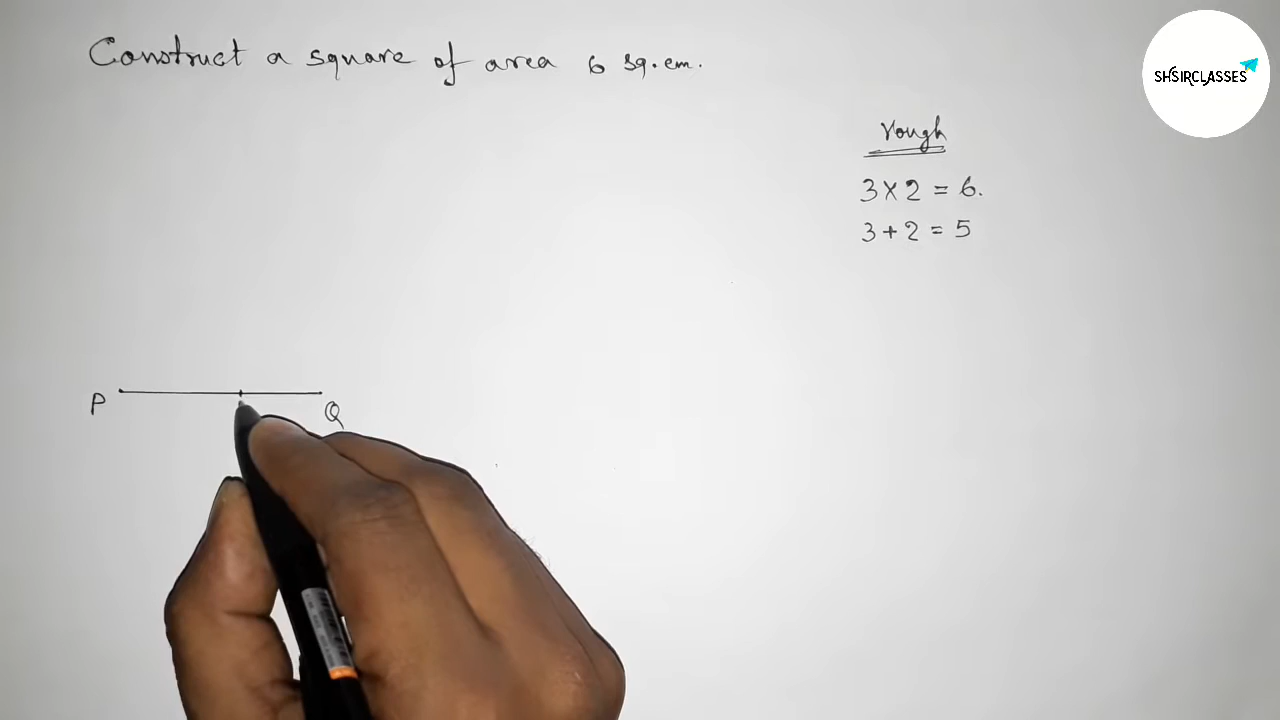 Construct a square of area 6 sq.cm.
SHSIRCLASSES
rough
3×2 = 6.
3+2 = 5
P
Q